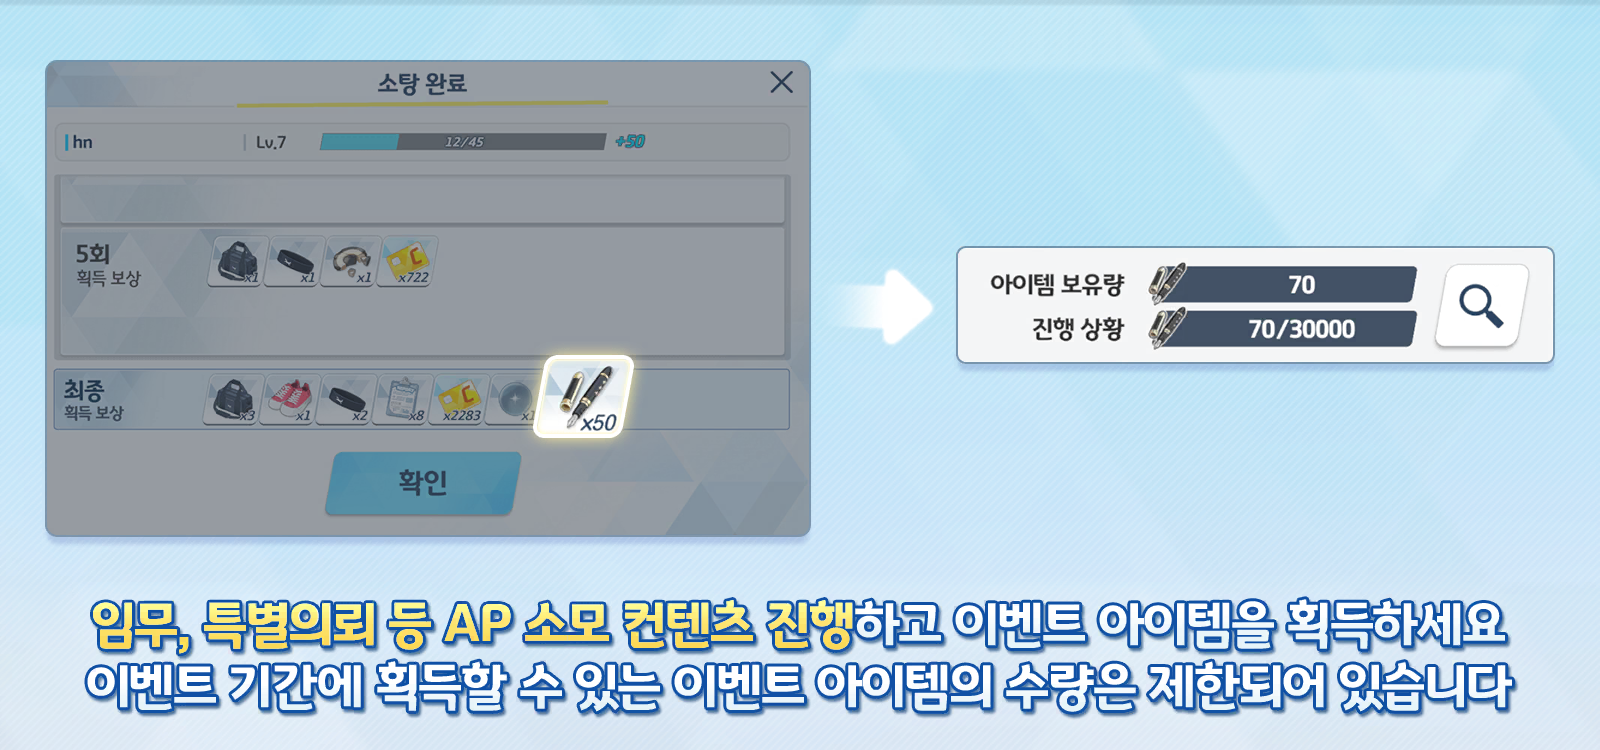 소탕 완료
hn Lv.7 12/45 +50
5회
획득 보상
x1 x1 x1 x722
최종
획득 보상
x3 x1 x2 x8 x2283 x1 x50
확인
아이템 보유량 70
진행 상황 70/30000
임무, 특별의뢰 등 AP 소모 컨텐츠 진행하고 이벤트 아이템을 획득하세요
이벤트 기간에 획득할 수 있는 이벤트 아이템의 수량은 제한되어 있습니다